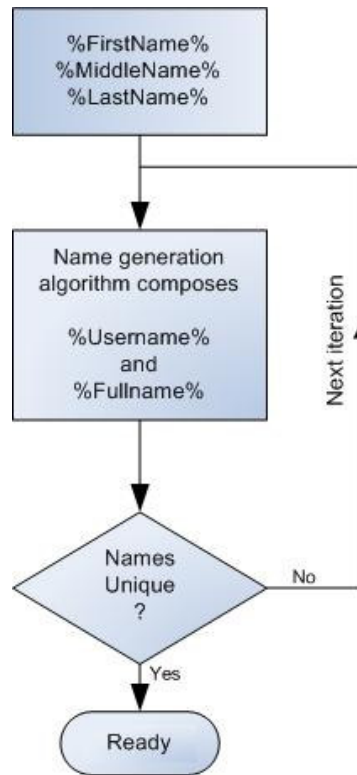 %FirstName%
%MiddleName%
%LastName%
Name generation
algorithm composes
%Username%
and
%Fullname%
Next iteration
Names
Unique
?
No
Yes
Ready